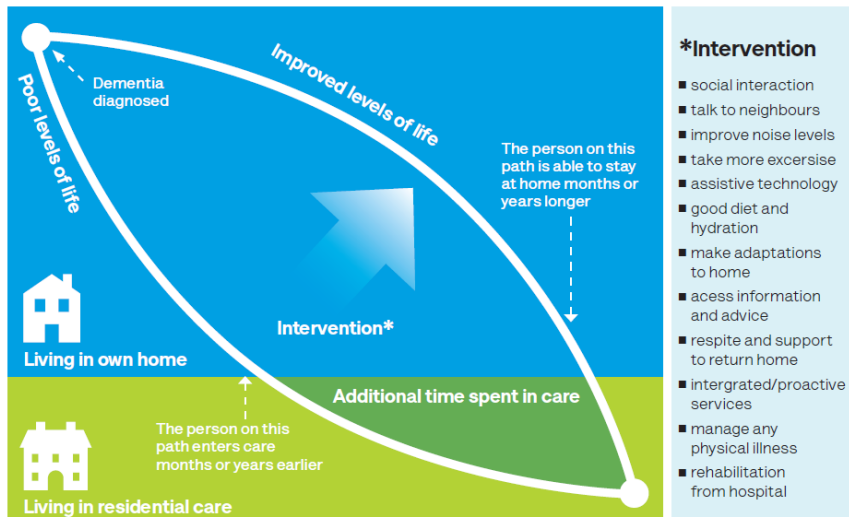 Dementia
diagnosed
Poor levels of life
Improved levels of life
The person on this
path is able to stay
at home months or
years longer
Intervention*
Living in own home
Additional time spent in care
The person on this
path enters care
months or years earlier
Living in residential care
*Intervention
■ social interaction
■ talk to neighbours
■ improve noise levels
■ take more excersise
■ assistive technology
■ good diet and
hydration
■ make adaptations
to home
■ acess information
and advice
■ respite and support
to return home
■ intergrated/proactive
services
■ manage any
physical illness
■ rehabilitation
from hospital